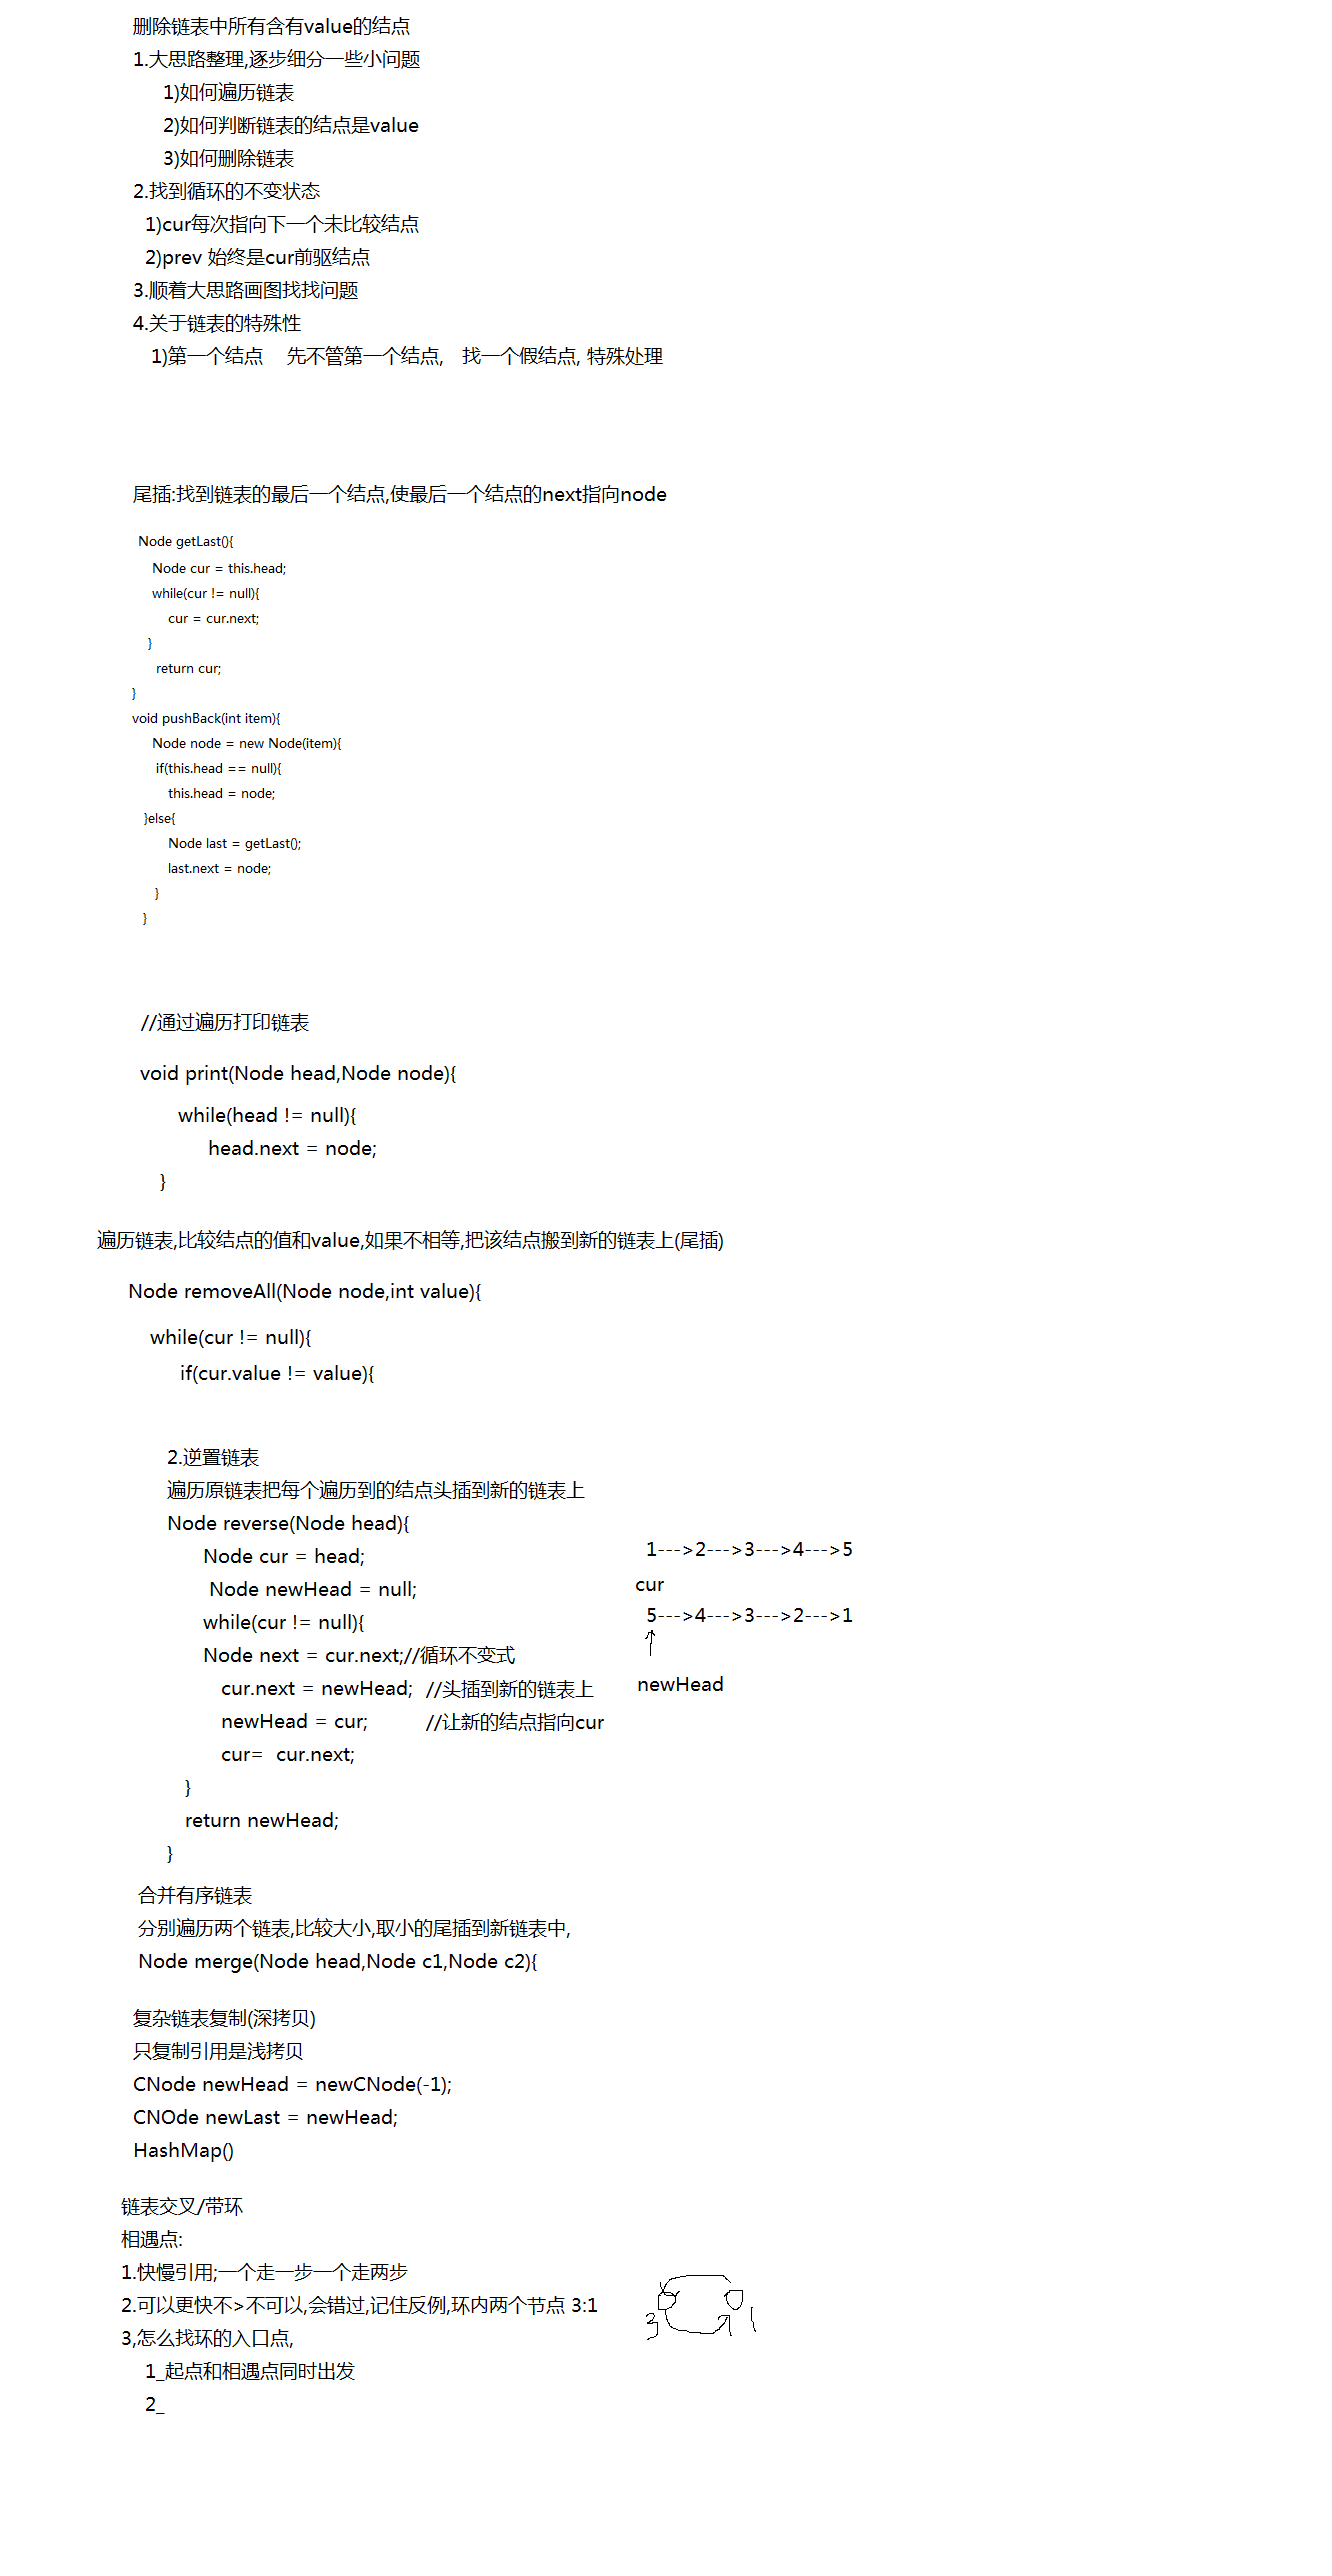 删除链表中所有含有value的结点
1.大思路整理,逐步细分一些小问题
1)如何遍历链表
2)如何判断链表的结点是value
3)如何删除链表
2.找到循环的不变状态
1)cur每次指向下一个未比较结点
2)prev 始终是cur前驱结点
3.顺着大思路画图找找问题
4.关于链表的特殊性
1)第一个结点 先不管第一个结点, 找一个假结点, 特殊处理
尾插:找到链表的最后一个结点,使最后一个结点的next指向node
Node getLast(){
Node cur = this.head;
while(cur != null){
cur = cur.next;
}
return cur;
}
void pushBack(int item){
Node node = new Node(item){
if(this.head == null){
this.head = node;
}else{
Node last = getLast();
last.next = node;
}
}
//通过遍历打印链表
void print(Node head,Node node){
while(head != null){
head.next = node;
}
遍历链表,比较结点的值和value,如果不相等,把该结点搬到新的链表上(尾插)
Node removeAll(Node node,int value){
while(cur != null){
if(cur.value != value){
2.逆置链表
遍历原链表把每个遍历到的结点头插到新的链表上
Node reverse(Node head){
Node cur = head;
Node newHead = null;
while(cur != null){
Node next = cur.next;//循环不变式
cur.next = newHead; //头插到新的链表上
newHead = cur; //让新的结点指向cur
cur= cur.next;
}
return newHead;
}
1--->2--->3--->4--->5
cur
5--->4--->3--->2--->1
newHead
合并有序链表
分别遍历两个链表,比较大小,取小的尾插到新链表中,
Node merge(Node head,Node c1,Node c2){
复杂链表复制(深拷贝)
只复制引用是浅拷贝
CNode newHead = newCNode(-1);
CNOde newLast = newHead;
HashMap()
链表交叉/带环
相遇点:
1.快慢引用;一个走一步一个走两步
2.可以更快不>不可以,会错过,记住反例,环内两个节点 3:1
3,怎么找环的入口点,
1_起点和相遇点同时出发
2_
3
1